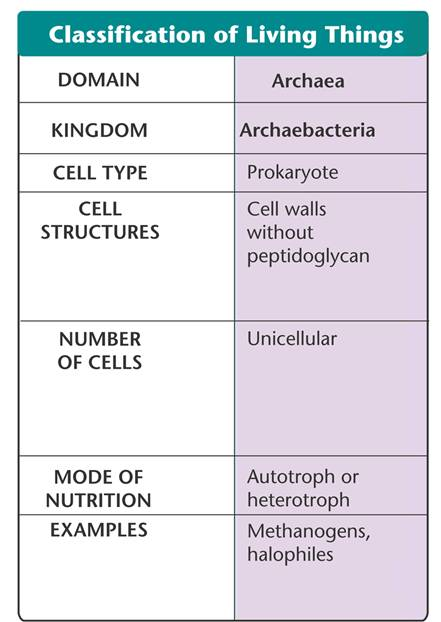 Classification of Living Things
DOMAIN Archaea
KINGDOM Archaebacteria
CELL TYPE Prokaryote
CELL Cell walls
STRUCTURES without
peptidoglycan
NUMBER Unicellular
OF CELLS
MODE OF Autotroph or
NUTRITION heterotroph
EXAMPLES Methanogens,
halophiles